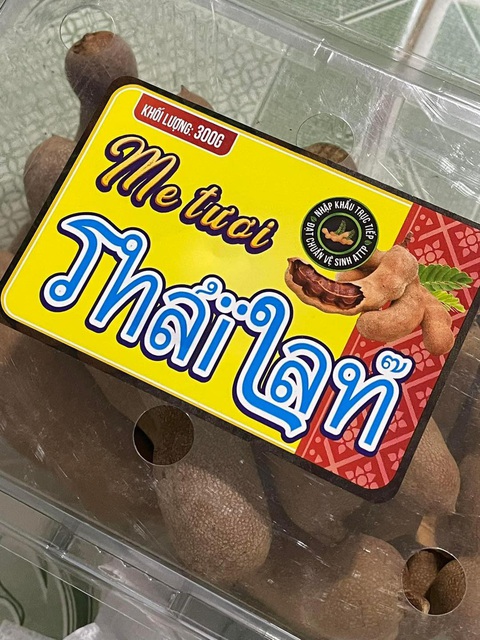 KHỐI LƯỢNG: 300G
Me tươi
NHẬP KHẨU TRỰC TIẾP
ĐẠT CHUẨN VỆ SINH ATTP
Thái Lan